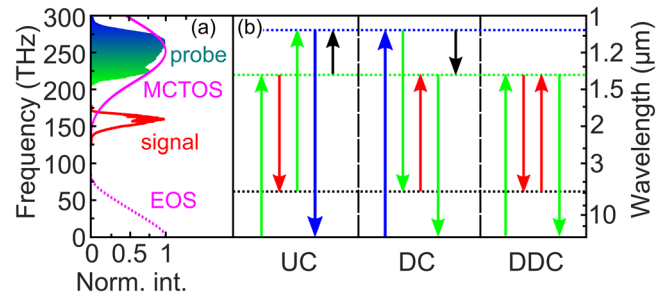 (a)
(b)
300
250
200
150
100
50
0
Frequency (THz)
probe
MCTOS
signal
EOS
0
0.5
1
Norm. int.
UC
DC
DDC
1
1.2
1.5
2
3
10
Wavelength (μm)